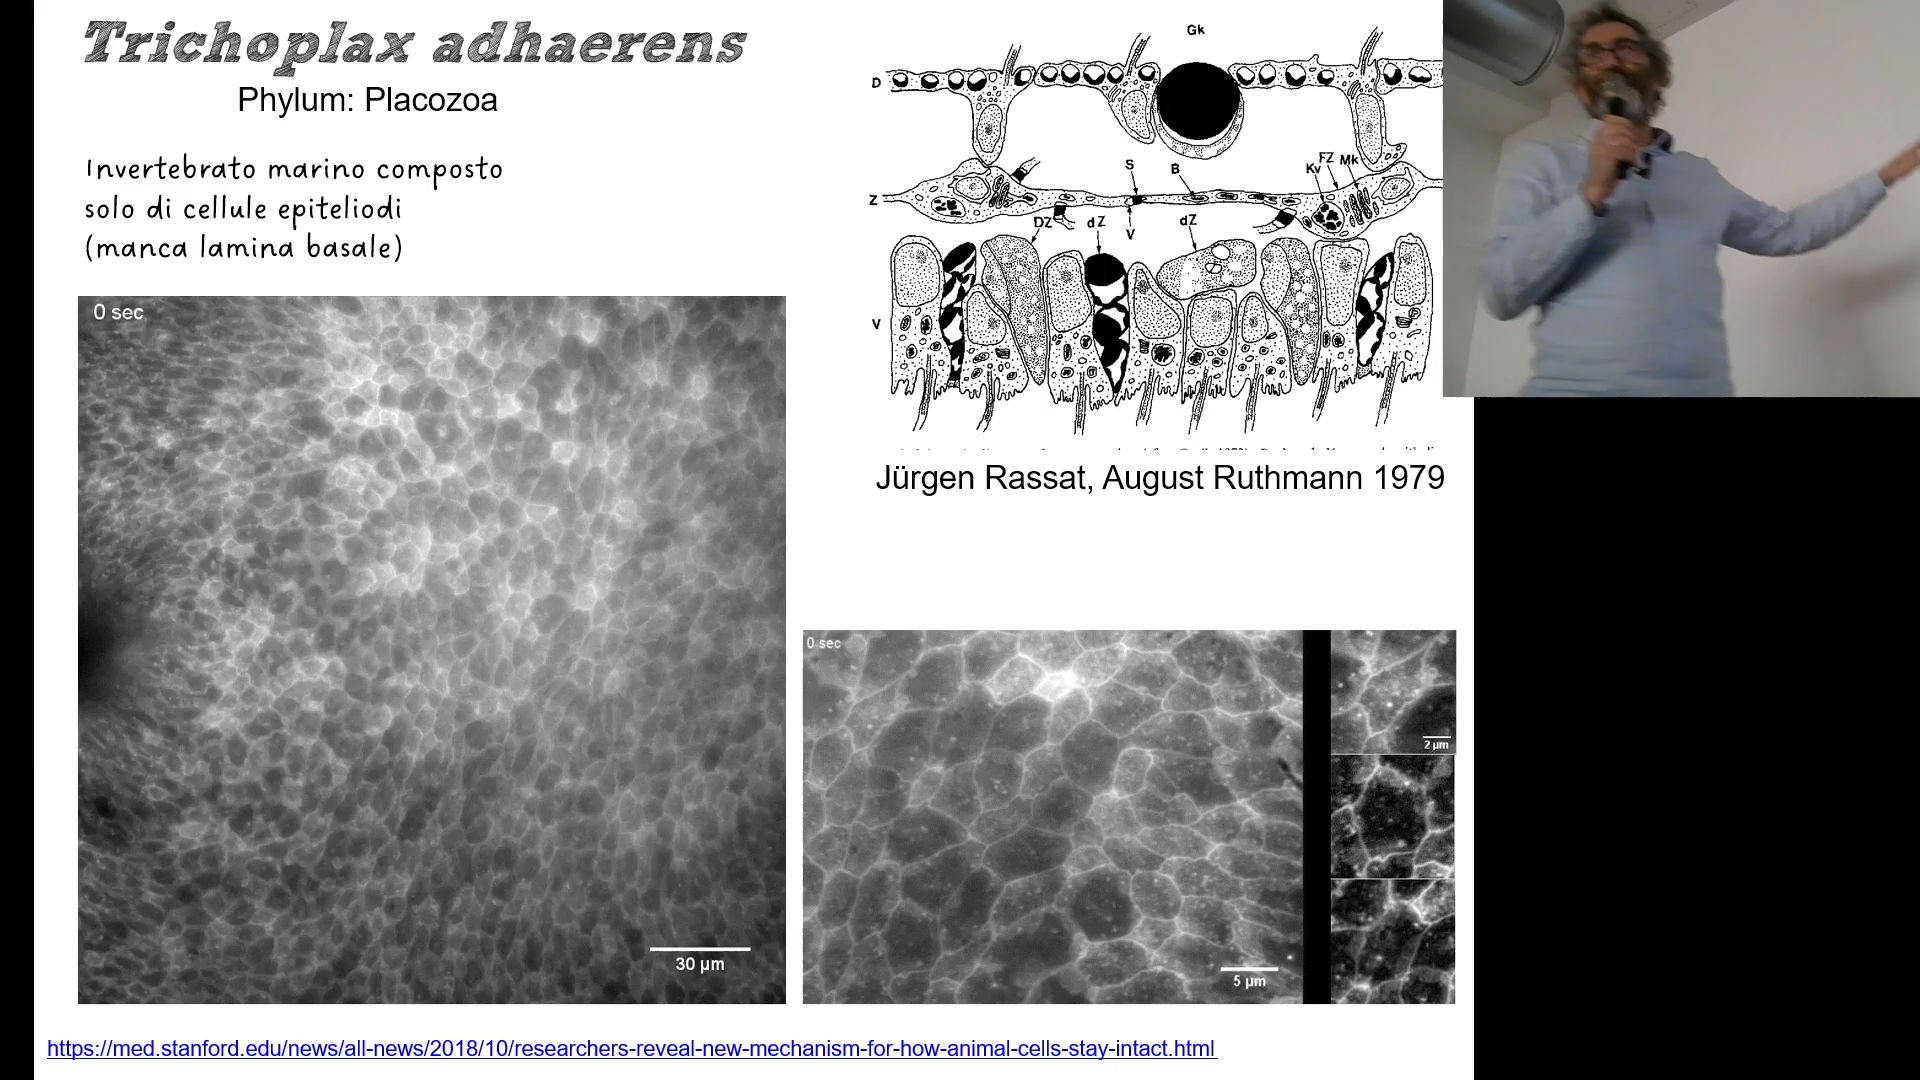 Trichoplax adhaerens
Phylum: Placozoa
Invertebrato marino composto
solo di cellule epiteliodi
(manca lamina basale)
0 sec
30 µm
Gk
D
S
B
Kv
FZ
Mk
Z
DZ
dZ
V
dZ
V
Jürgen Rassat, August Ruthmann 1979
0 sec
2 µm
5 µm
https://med.stanford.edu/news/all-news/2018/10/researchers-reveal-new-mechanism-for-how-animal-cells-stay-intact.html